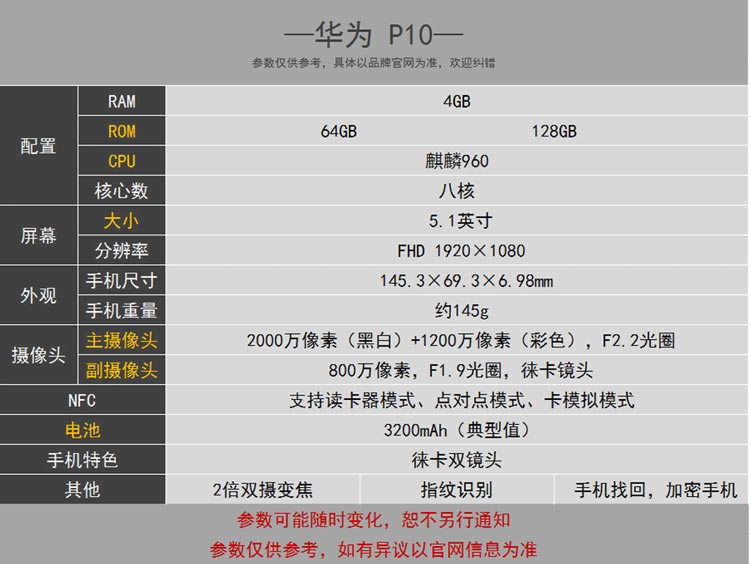 —华为 P10—
参数仅供参考，具体以品牌官网为准，欢迎纠错
配置
RAM 4GB
ROM 64GB 128GB
CPU 麒麟960
核心数 八核
屏幕
大小 5.1英寸
分辨率 FHD 1920×1080
外观
手机尺寸 145.3×69.3×6.98mm
手机重量 约145g
摄像头
主摄像头 2000万像素（黑白）+1200万像素（彩色），F2.2光圈
副摄像头 800万像素，F1.9光圈，徕卡镜头
NFC 支持读卡器模式、点对点模式、卡模拟模式
电池 3200mAh（典型值）
手机特色 徕卡双镜头
其他 2倍双摄变焦 指纹识别 手机找回，加密手机
参数可能随时变化，恕不另行通知
参数仅供参考，如有异议以官网信息为准